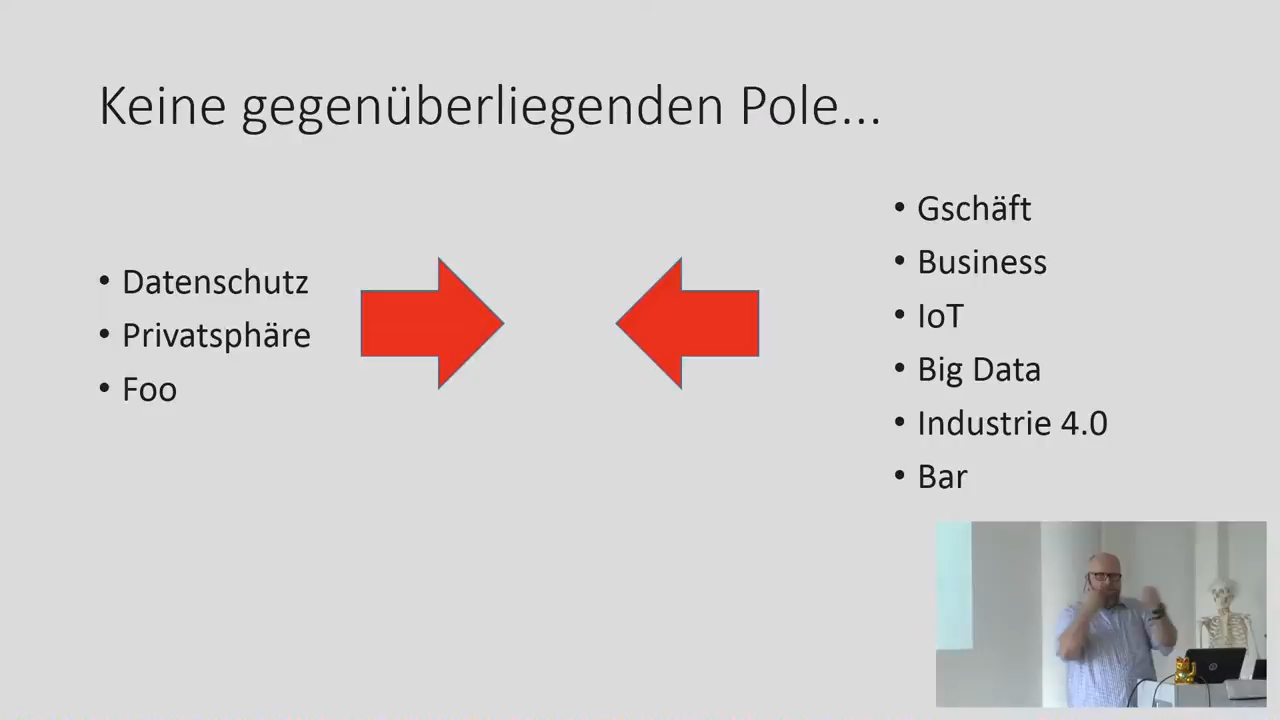 Keine gegenüberliegenden Pole...
• Datenschutz
• Privatsphäre
• Foo
• Gschäft
• Business
• IoT
• Big Data
• Industrie 4.0
• Bar